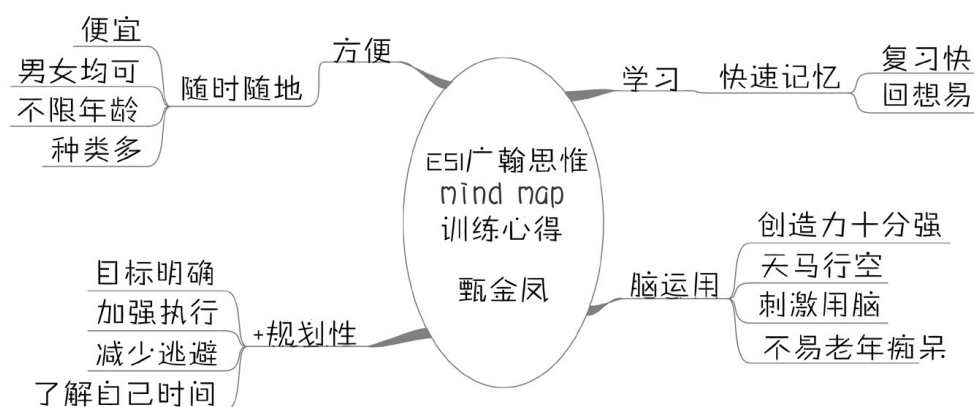 ESI广翰思惟
mind map
训练心得
甄金凤
学习
快速记忆
复习快
回想易
脑运用
创造力十分强
天马行空
刺激用脑
不易老年痴呆
+规划性
目标明确
加强执行
减少逃避
了解自己时间
方便
随时随地
便宜
男女均可
不限年龄
种类多